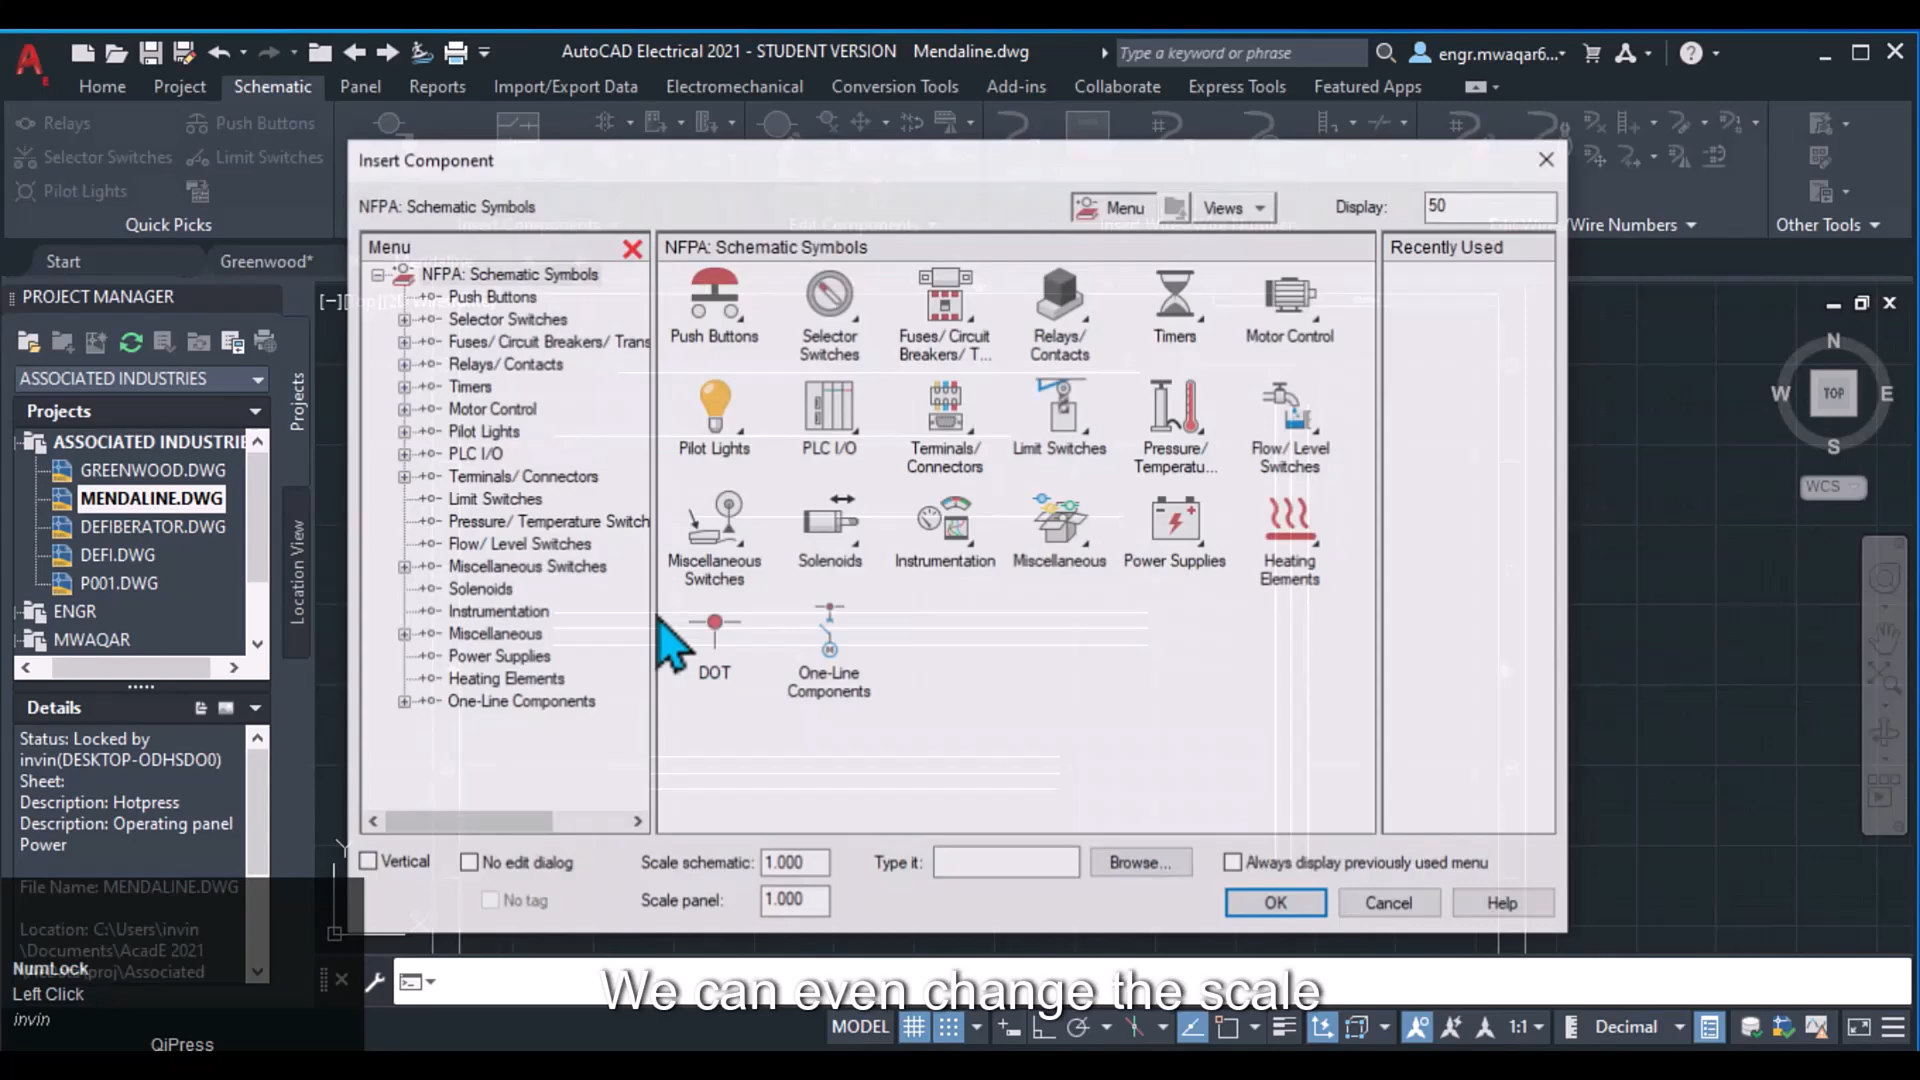 AutoCAD Electrical 2021 - STUDENT VERSION Mendaline.dwg
Type a keyword or phrase
engr.mwaqar6...
Home Project Schematic Panel Reports Import/Export Data Electromechanical Conversion Tools Add-ins Collaborate Express Tools Featured Apps
Relays Push Buttons
Selector Switches Limit Switches
Pilot Lights
Quick Picks
Edit Components
/Wire Numbers
Other Tools
Start Greenwood*
Insert Component
NFPA: Schematic Symbols
Menu Views Display: 50
PROJECT MANAGER
ASSOCIATED INDUSTRIES
Projects
ASSOCIATED INDUSTRIE
GREENWOOD.DWG
MENDALINE.DWG
DEFIBERATOR.DWG
DEFI.DWG
P001.DWG
ENGR
MWAQAR
Projects
Location View
Details
Status: Locked by
invin(DESKTOP-ODHSDO0)
Sheet:
Description: Hotpress
Description: Operating panel
Power
File Name: MENDALINE.DWG
Location: C:\Users\invin
\Documents\AcadE 2021
NumLock
Left Click
invin
QiPress
Menu
NFPA: Schematic Symbols
Push Buttons
Selector Switches
Fuses/ Circuit Breakers/ Trans
Relays/ Contacts
Timers
Motor Control
Pilot Lights
PLC I/O
Terminals/ Connectors
Limit Switches
Pressure/ Temperature Switch
Flow/ Level Switches
Miscellaneous Switches
Solenoids
Instrumentation
Miscellaneous
Power Supplies
Heating Elements
One-Line Components
NFPA: Schematic Symbols
Push Buttons
Selector
Switches
Fuses/ Circuit
Breakers/ T...
Relays/
Contacts
Timers
Motor Control
Pilot Lights
PLC I/O
Terminals/
Connectors
Limit Switches
Pressure/
Temperatu...
Flow/ Level
Switches
Miscellaneous
Switches
Solenoids
Instrumentation
Miscellaneous
Power Supplies
Heating
Elements
DOT
One-Line
Components
Recently Used
Vertical No edit dialog Scale schematic: 1.000 Type it: Browse... Always display previously used menu
No tag Scale panel: 1.000 OK Cancel Help
N
W TOP E
S
WCS
Y
We can even change the scale
MODEL 1:1 Decimal